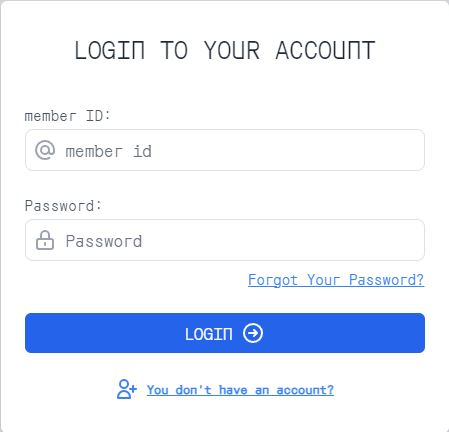 LOGIN TO YOUR ACCOUNT
member ID:
member id
Password:
Password
Forgot Your Password?
LOGIN
You don't have an account?